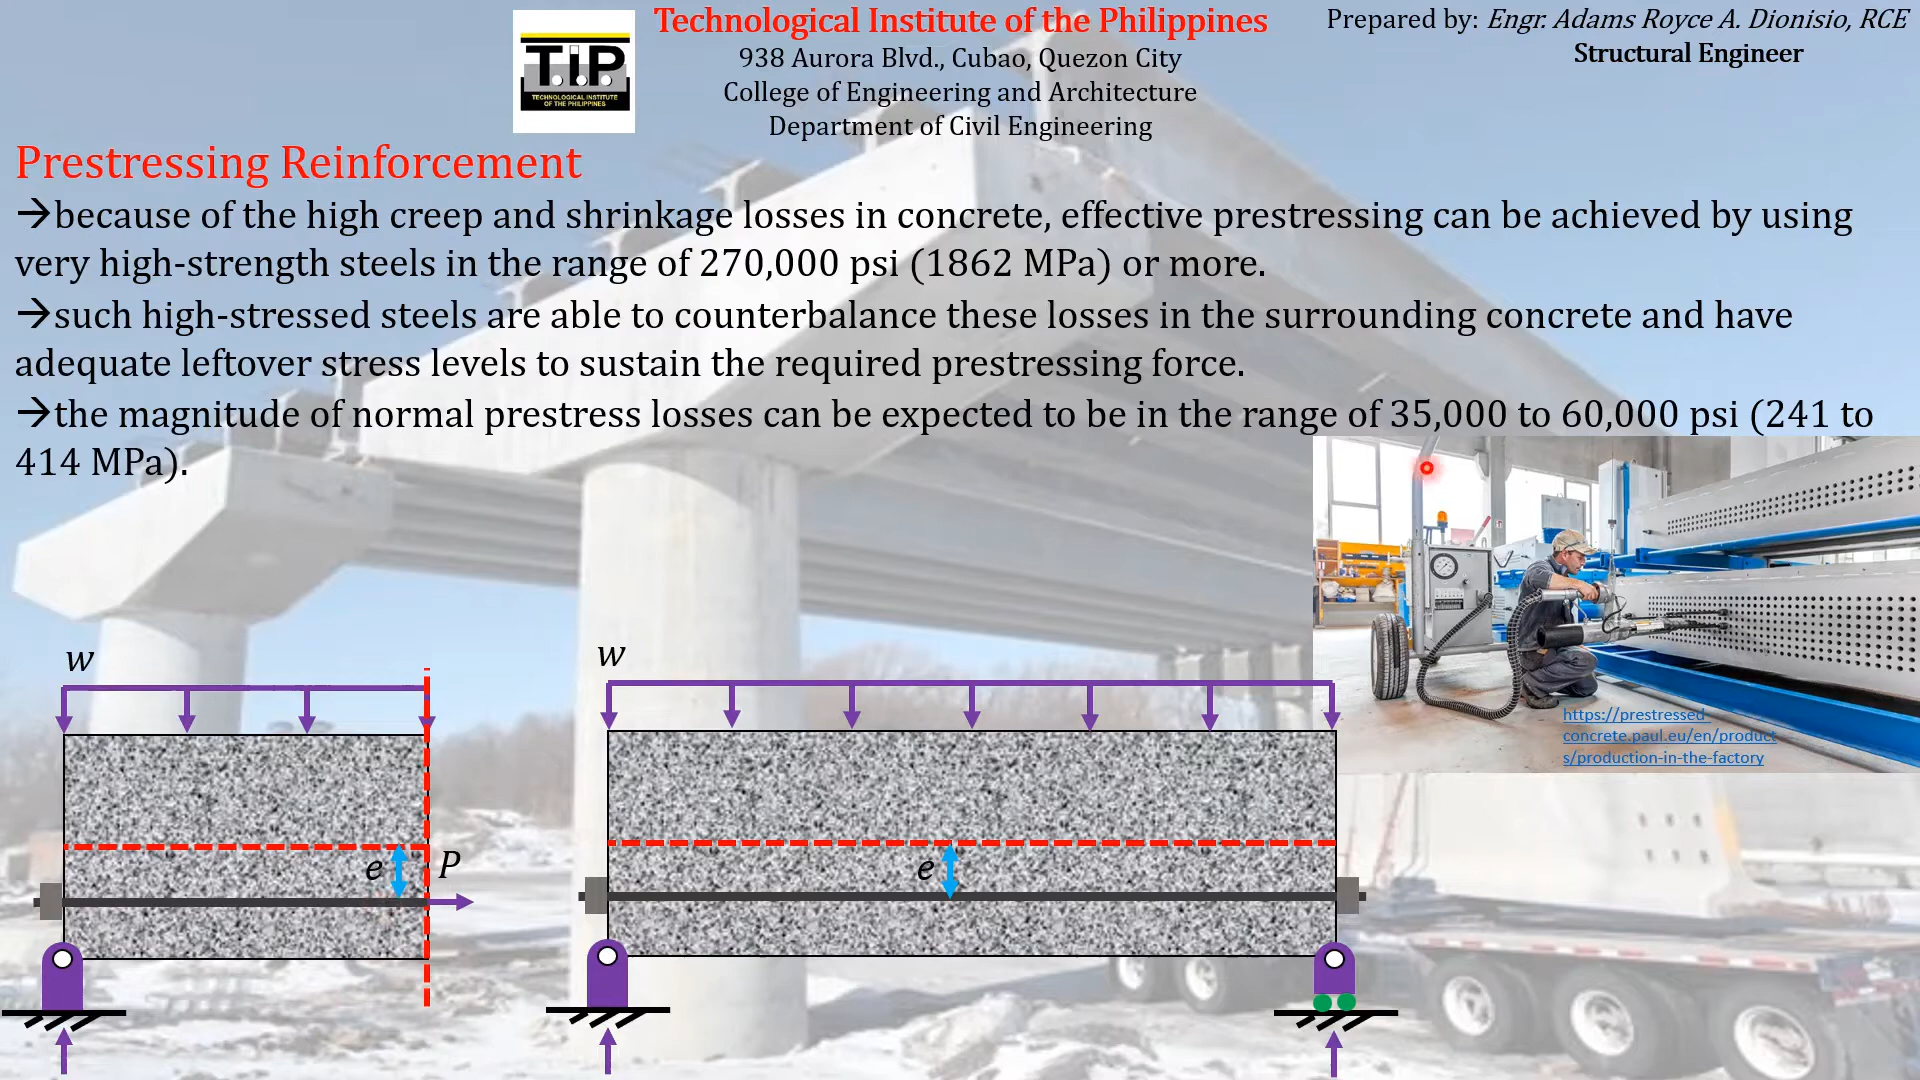 TIP
TECHNOLOGICAL INSTITUTE
OF THE PHILIPPINES
Technological Institute of the Philippines
938 Aurora Blvd., Cubao, Quezon City
College of Engineering and Architecture
Department of Civil Engineering
Prepared by: Engr. Adams Royce A. Dionisio, RCE
Structural Engineer
Prestressing Reinforcement
→because of the high creep and shrinkage losses in concrete, effective prestressing can be achieved by using
very high-strength steels in the range of 270,000 psi (1862 MPa) or more.
→such high-stressed steels are able to counterbalance these losses in the surrounding concrete and have
adequate leftover stress levels to sustain the required prestressing force.
→the magnitude of normal prestress losses can be expected to be in the range of 35,000 to 60,000 psi (241 to
414 MPa).
w
e
P
w
e
https://prestressed-
concrete.paul.eu/en/product
s/production-in-the-factory